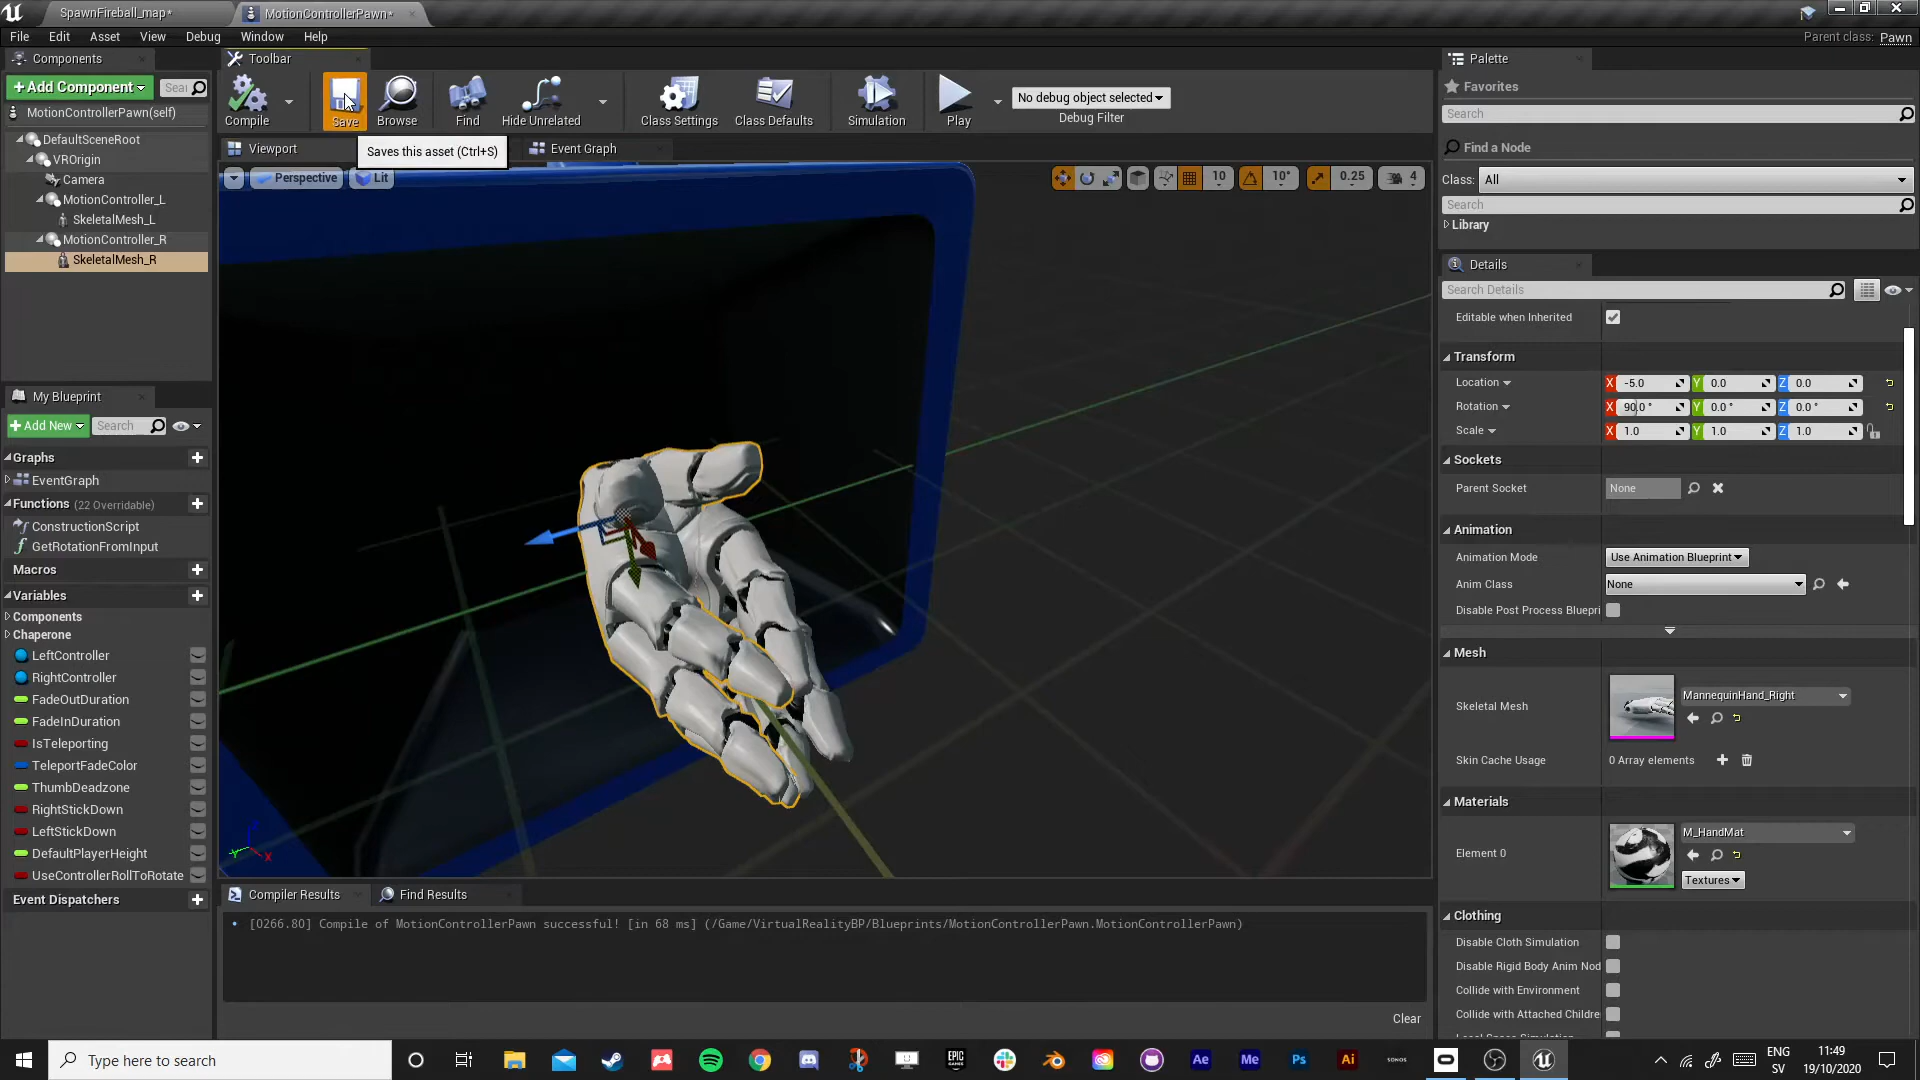 SpawnFireball_map*
MotionControllerPawn*
File Edit Asset View Debug Window Help
Parent class: Pawn
Components
Toolbar
Palette
+Add Component
Compile
Save
Browse
Find
Hide Unrelated
Class Settings
Class Defaults
Simulation
Play
No debug object selected
Debug Filter
Favorites
Search
MotionControllerPawn(self)
DefaultSceneRoot
VROrigin
Camera
MotionController_L
SkeletalMesh_L
MotionController_R
SkeletalMesh_R
Viewport
Saves this asset (Ctrl+S)
Event Graph
Find a Node
Class: All
Search
Library
Perspective
Lit
10
10°
0.25
4
Details
Search Details
Editable when Inherited
Transform
Location X -5.0 Y 0.0 Z 0.0
Rotation X 90.0 ° Y 0.0 ° Z 0.0 °
Scale X 1.0 Y 1.0 Z 1.0
Sockets
Parent Socket None
Animation
Animation Mode Use Animation Blueprint
Anim Class None
Disable Post Process Bluepri
Mesh
Skeletal Mesh MannequinHand_Right
Skin Cache Usage 0 Array elements
Materials
Element 0 M_HandMat
Textures
Clothing
Disable Cloth Simulation
Disable Rigid Body Anim Nod
Collide with Environment
Collide with Attached Childre
My Blueprint
+Add New
Search
Graphs
EventGraph
Functions (22 Overridable)
ConstructionScript
GetRotationFromInput
Macros
Variables
Components
Chaperone
LeftController
RightController
FadeOutDuration
FadeInDuration
IsTeleporting
TeleportFadeColor
ThumbDeadzone
RightStickDown
LeftStickDown
DefaultPlayerHeight
UseControllerRollToRotate
Event Dispatchers
Compiler Results
Find Results
[0266.80] Compile of MotionControllerPawn successful! [in 68 ms] (/Game/VirtualRealityBP/Blueprints/MotionControllerPawn.MotionControllerPawn)
Clear
Type here to search
EPIC
GAMES
Ae
Me
Ps
Ai
SONOS
ENG
SV
11:49
19/10/2020